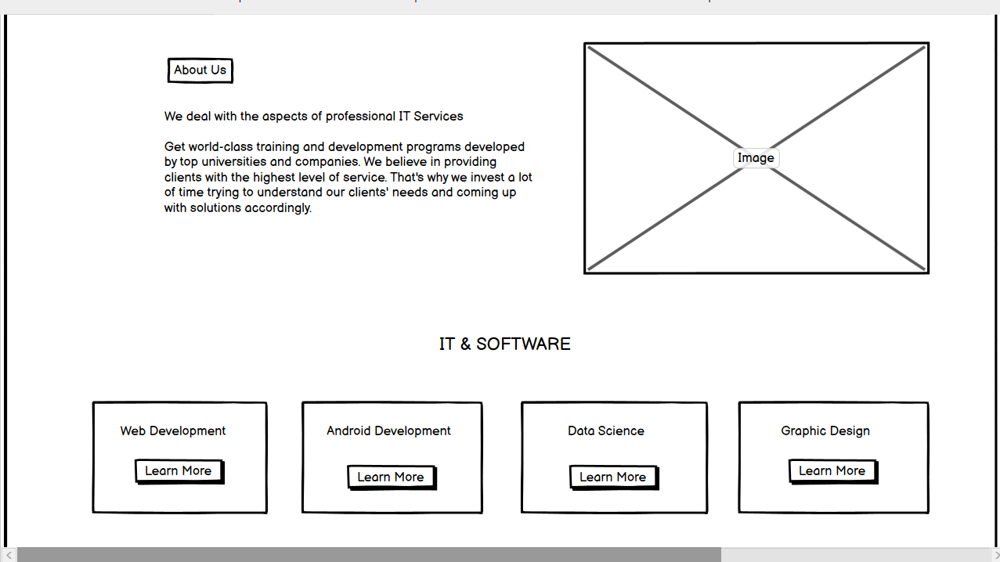 About Us
We deal with the aspects of professional IT Services
Get world-class training and development programs developed
by top universities and companies. We believe in providing
clients with the highest level of service. That's why we invest a lot
of time trying to understand our clients' needs and coming up
with solutions accordingly.
Image
IT & SOFTWARE
Web Development
Learn More
Android Development
Learn More
Data Science
Learn More
Graphic Design
Learn More